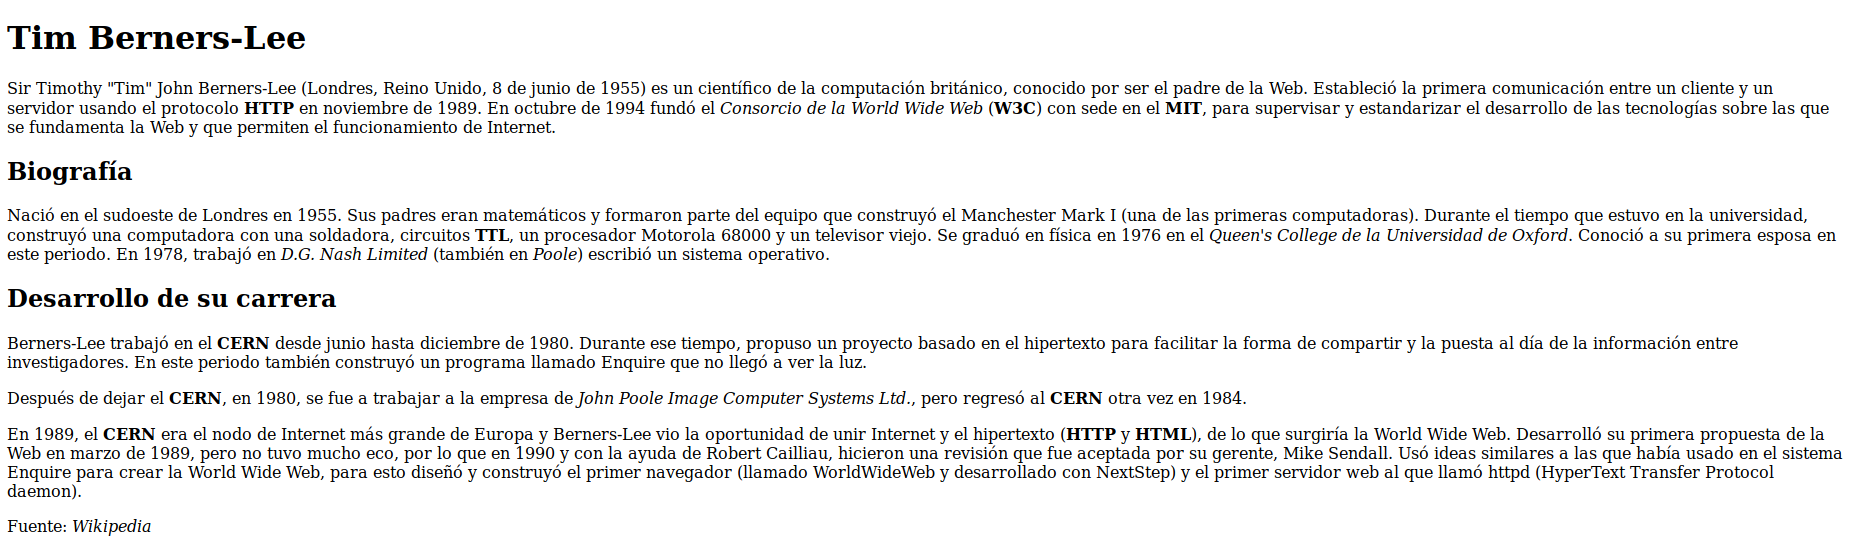 Tim Berners-Lee
Sir Timothy "Tim" John Berners-Lee (Londres, Reino Unido, 8 de junio de 1955) es un científico de la computación británico, conocido por ser el padre de la Web. Estableció la primera comunicación entre un cliente y un
servidor usando el protocolo HTTP en noviembre de 1989. En octubre de 1994 fundó el Consorcio de la World Wide Web (W3C) con sede en el MIT, para supervisar y estandarizar el desarrollo de las tecnologías sobre las que
se fundamenta la Web y que permiten el funcionamiento de Internet.
Biografía
Nació en el sudoeste de Londres en 1955. Sus padres eran matemáticos y formaron parte del equipo que construyó el Manchester Mark I (una de las primeras computadoras). Durante el tiempo que estuvo en la universidad,
construyó una computadora con una soldadora, circuitos TTL, un procesador Motorola 68000 y un televisor viejo. Se graduó en física en 1976 en el Queen's College de la Universidad de Oxford. Conoció a su primera esposa en
este periodo. En 1978, trabajó en D.G. Nash Limited (también en Poole) escribió un sistema operativo.
Desarrollo de su carrera
Berners-Lee trabajó en el CERN desde junio hasta diciembre de 1980. Durante ese tiempo, propuso un proyecto basado en el hipertexto para facilitar la forma de compartir y la puesta al día de la información entre
investigadores. En este periodo también construyó un programa llamado Enquire que no llegó a ver la luz.
Después de dejar el CERN, en 1980, se fue a trabajar a la empresa de John Poole Image Computer Systems Ltd., pero regresó al CERN otra vez en 1984.
En 1989, el CERN era el nodo de Internet más grande de Europa y Berners-Lee vio la oportunidad de unir Internet y el hipertexto (HTTP y HTML), de lo que surgiría la World Wide Web. Desarrolló su primera propuesta de la
Web en marzo de 1989, pero no tuvo mucho eco, por lo que en 1990 y con la ayuda de Robert Cailliau, hicieron una revisión que fue aceptada por su gerente, Mike Sendall. Usó ideas similares a las que había usado en el sistema
Enquire para crear la World Wide Web, para esto diseñó y construyó el primer navegador (llamado WorldWideWeb y desarrollado con NextStep) y el primer servidor web al que llamó httpd (HyperText Transfer Protocol
daemon).
Fuente: Wikipedia